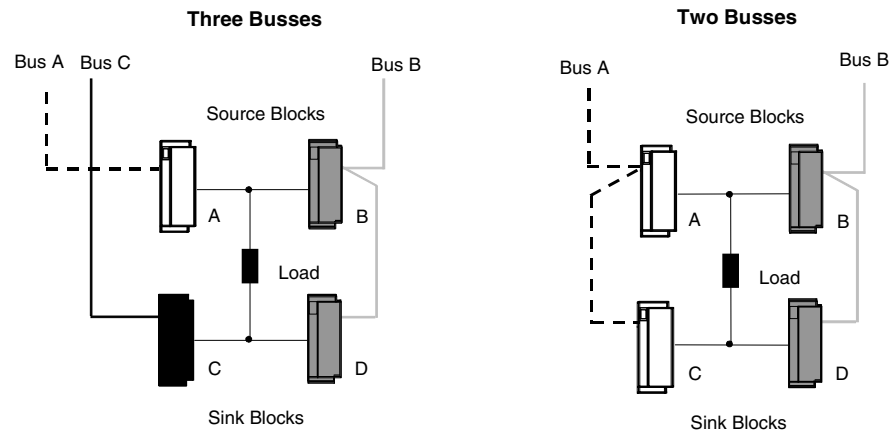 Three Busses
Bus A Bus C
Bus B
Source Blocks
A
B
Load
C
D
Sink Blocks
Two Busses
Bus A
Bus B
Source Blocks
A
B
Load
C
D
Sink Blocks